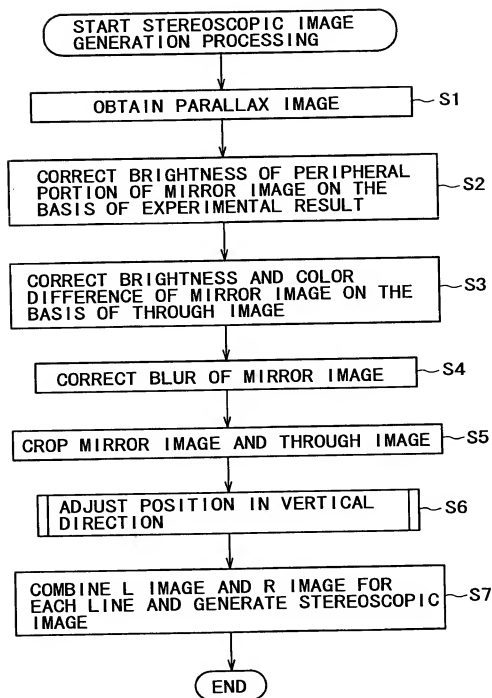 START STEREOSCOPIC IMAGE
GENERATION PROCESSING
OBTAIN PARALLAX IMAGE
S1
CORRECT BRIGHTNESS OF PERIPHERAL
PORTION OF MIRROR IMAGE ON THE
BASIS OF EXPERIMENTAL RESULT
S2
CORRECT BRIGHTNESS AND COLOR
DIFFERENCE OF MIRROR IMAGE ON THE
BASIS OF THROUGH IMAGE
S3
CORRECT BLUR OF MIRROR IMAGE
S4
CROP MIRROR IMAGE AND THROUGH IMAGE
S5
ADJUST POSITION IN VERTICAL
DIRECTION
S6
COMBINE L IMAGE AND R IMAGE FOR
EACH LINE AND GENERATE STEREOSCOPIC
IMAGE
S7
END